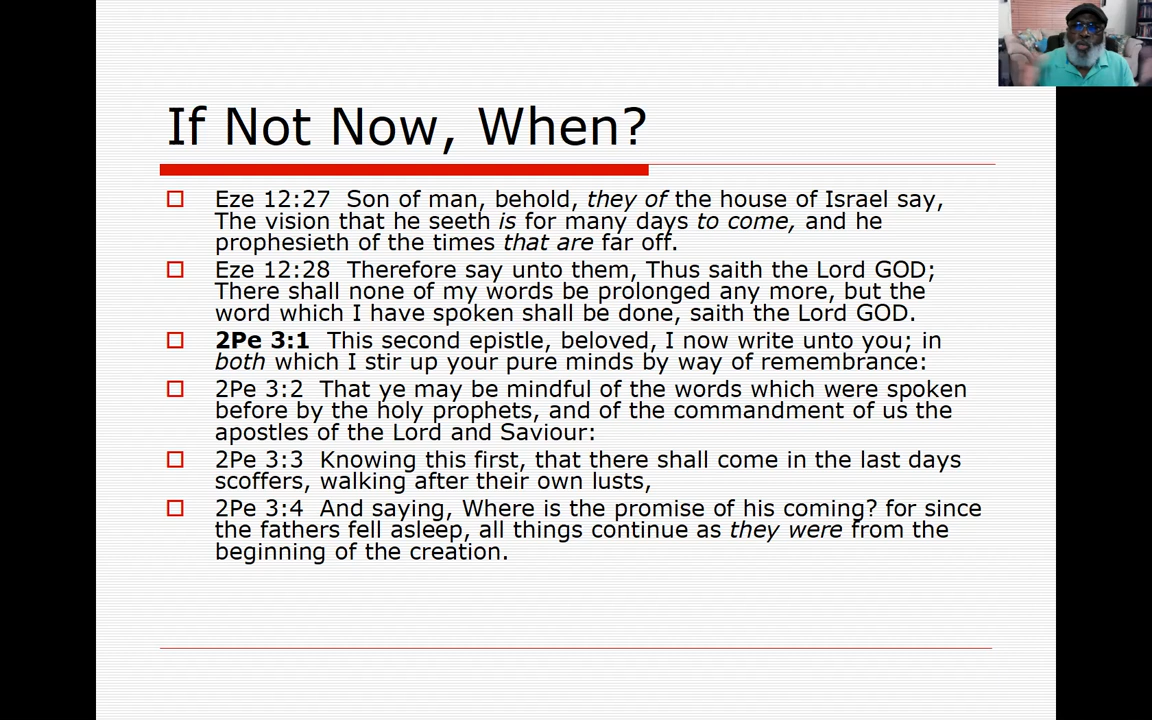 If Not Now, When?
Eze 12:27 Son of man, behold, they of the house of Israel say,
The vision that he seeth is for many days to come, and he
prophesieth of the times that are far off.
Eze 12:28 Therefore say unto them, Thus saith the Lord GOD;
There shall none of my words be prolonged any more, but the
word which I have spoken shall be done, saith the Lord GOD.
2Pe 3:1 This second epistle, beloved, I now write unto you; in
both which I stir up your pure minds by way of remembrance:
2Pe 3:2 That ye may be mindful of the words which were spoken
before by the holy prophets, and of the commandment of us the
apostles of the Lord and Saviour:
2Pe 3:3 Knowing this first, that there shall come in the last days
scoffers, walking after their own lusts,
2Pe 3:4 And saying, Where is the promise of his coming? for since
the fathers fell asleep, all things continue as they were from the
beginning of the creation.